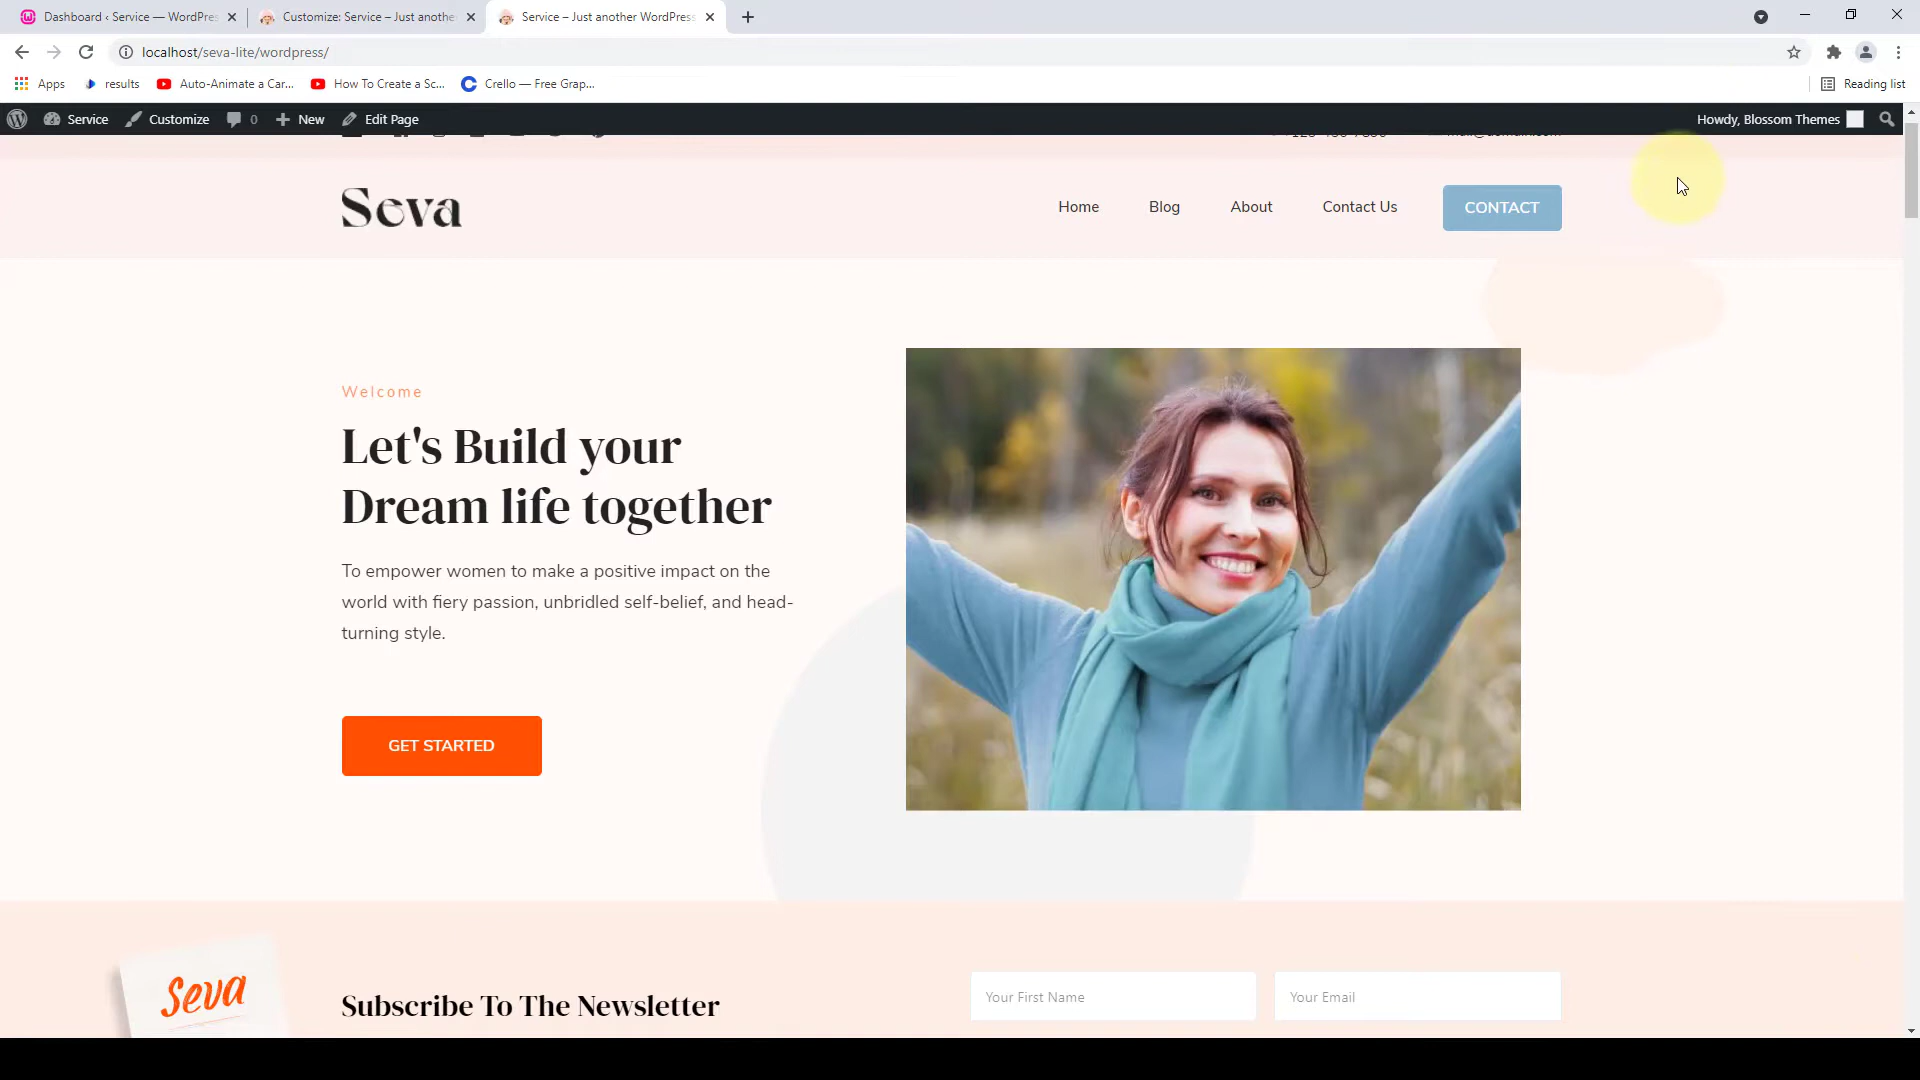 Dashboard ‹ Service — WordPres
Customize: Service – Just anothe
Service – Just another WordPress
localhost/seva-lite/wordpress/
Apps
results
Auto-Animate a Car...
How To Create a Sc...
Crello — Free Grap...
Reading list
Service
Customize
0
New
Edit Page
Howdy, Blossom Themes
Seva
Home
Blog
About
Contact Us
CONTACT
Welcome
Let's Build your
Dream life together
To empower women to make a positive impact on the
world with fiery passion, unbridled self-belief, and head-
turning style.
GET STARTED
Seva
Subscribe To The Newsletter
Your First Name
Your Email